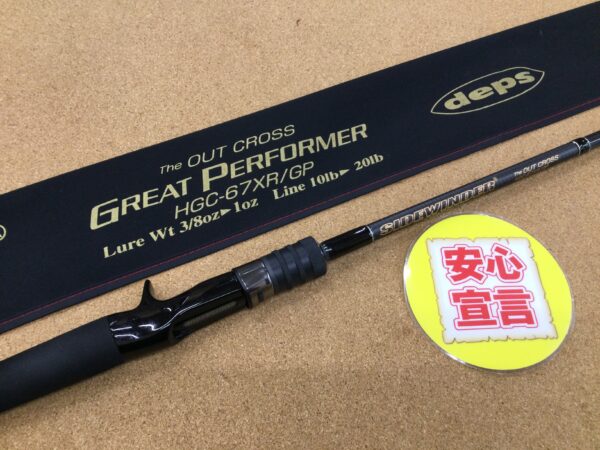 deps
The OUT CROSS
GREAT PERFORMER
HGC-67XR/GP
Lure Wt 3/8oz▶1oz Line 10lb▶20lb
SIDEWINDER The OUT CROSS
安心
宣言